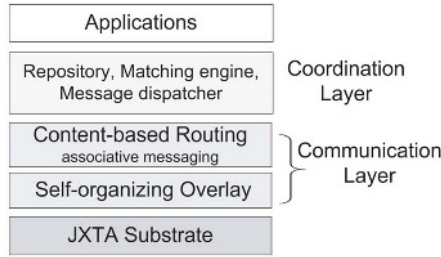 Applications
Repository, Matching engine,
Message dispatcher
Coordination
Layer
Content-based Routing
associative messaging
Self-organizing Overlay
Communication
Layer
JXTA Substrate